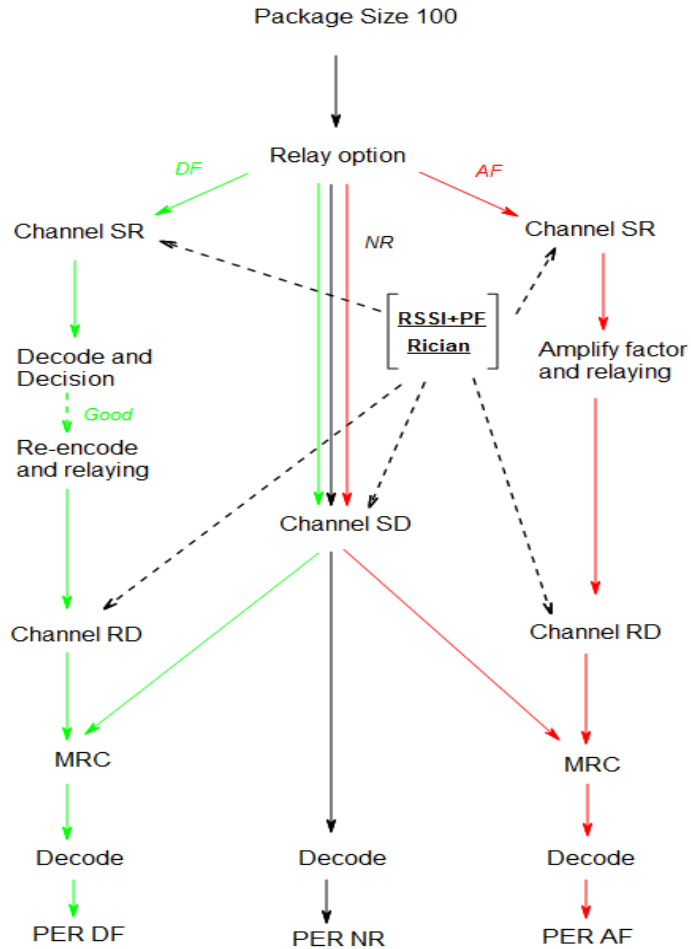 Package Size 100
Relay option
DF
AF
Channel SR
NR
Channel SR
RSSI+PF
Rician
Decode and
Decision
Amplify factor
and relaying
Good
Re-encode
and relaying
Channel SD
Channel RD
Channel RD
MRC
MRC
Decode
Decode
Decode
PER DF
PER NR
PER AF